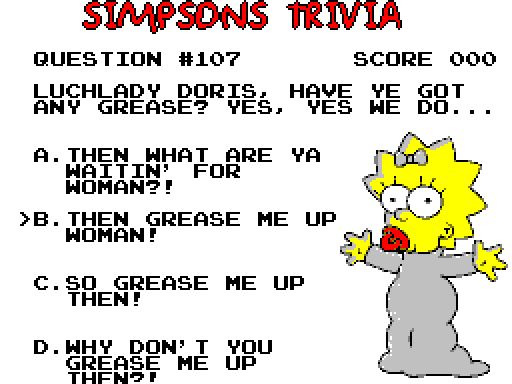 SIMPSONS TRIVIA
QUESTION #107 SCORE 000
LUCHLADY DORIS, HAVE YE GOT
ANY GREASE? YES, YES WE DO...
A. THEN WHAT ARE YA
WAITIN' FOR
WOMAN?!
>B. THEN GREASE ME UP
WOMAN!
C. SO GREASE ME UP
THEN!
D. WHY DON'T YOU
GREASE ME UP
THEN?!